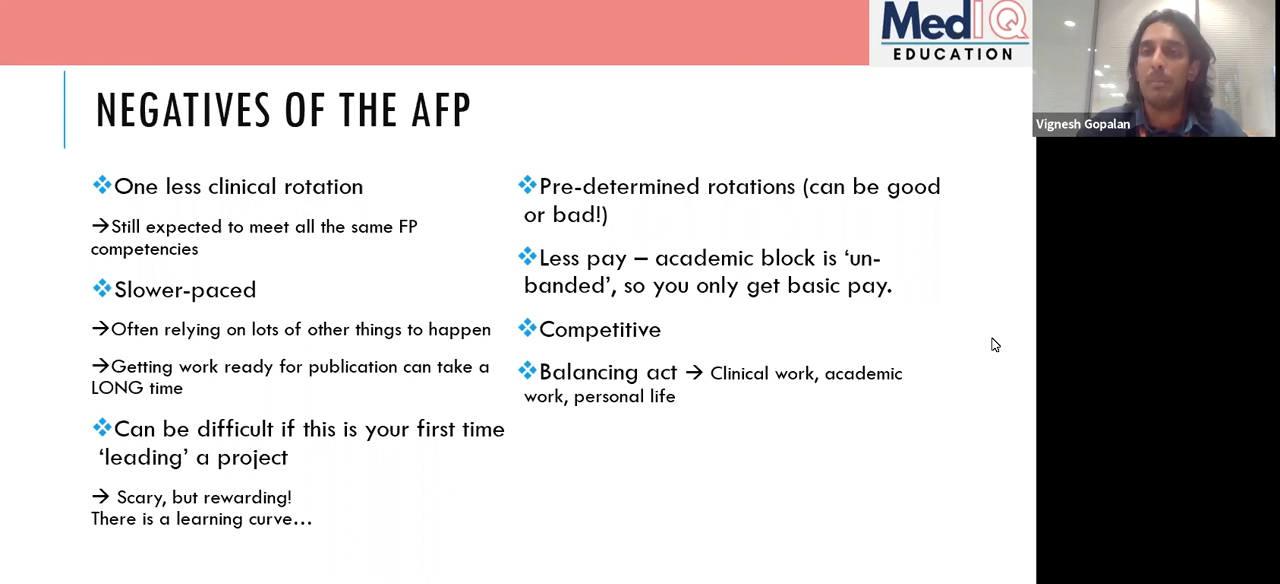 MedIQ
EDUCATION
Vignesh Gopalan
NEGATIVES OF THE AFP
❖One less clinical rotation
→Still expected to meet all the same FP
competencies
❖Slower-paced
→Often relying on lots of other things to happen
→Getting work ready for publication can take a
LONG time
❖Can be difficult if this is your first time
‘leading’ a project
→ Scary, but rewarding!
There is a learning curve…
❖Pre-determined rotations (can be good
or bad!)
❖Less pay – academic block is ‘un-
banded’, so you only get basic pay.
❖Competitive
❖Balancing act → Clinical work, academic
work, personal life